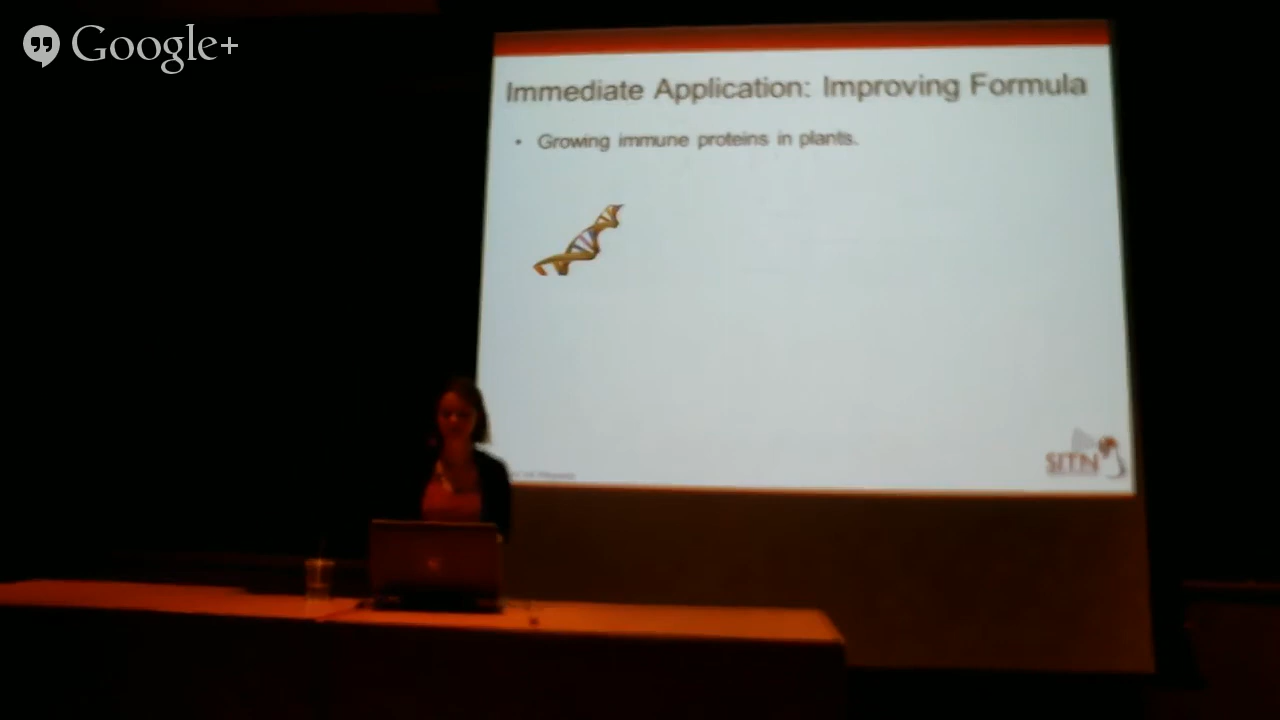 Google+
Immediate Application: Improving Formula
• Growing immune proteins in plants.
SITN